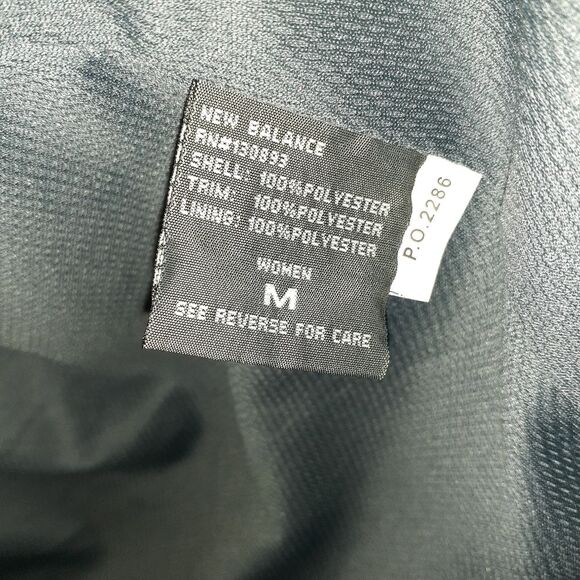 NEW BALANCE
RN#130893
SHELL: 100%POLYESTER
TRIM: 100%POLYESTER
LINING: 100%POLYESTER
WOMEN
M
SEE REVERSE FOR CARE
P.O.2286